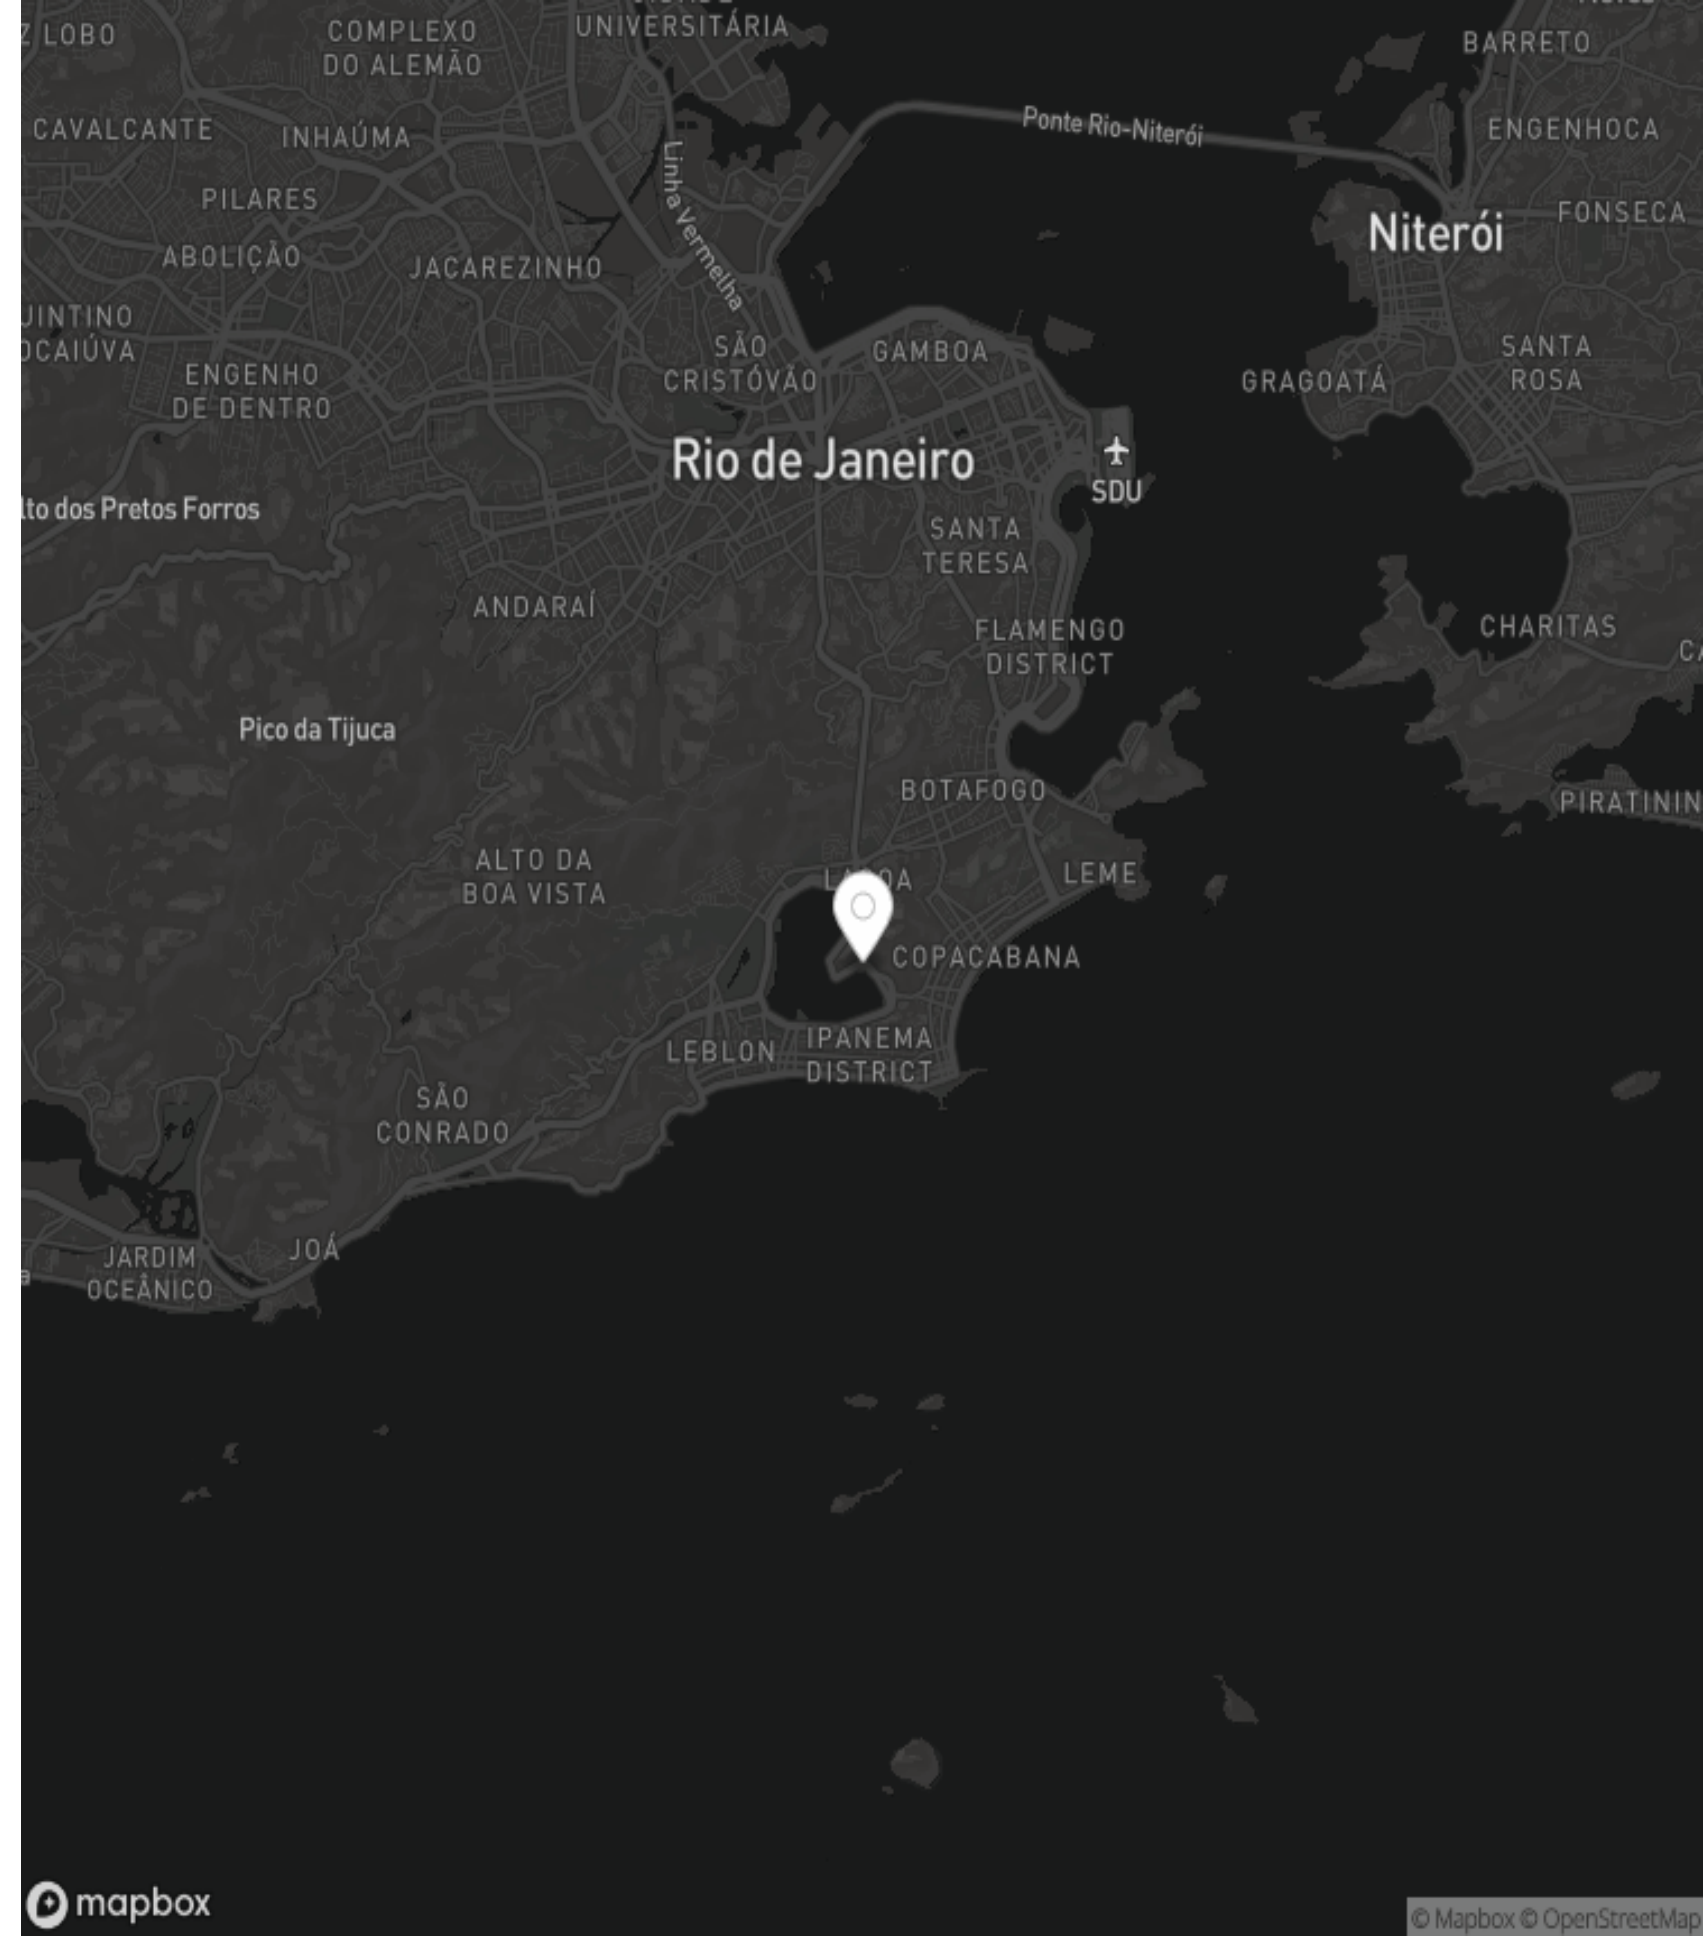 LOBO
COMPLEXO
DO ALEMÃO
UNIVERSITÁRIA
BARRETO
CAVALCANTE
INHAÚMA
Ponte Rio-Niterói
ENGENHOCA
Linha Vermelha
PILARES
FONSECA
Niterói
ABOLIÇÃO
JACAREZINHO
UINTINO
OCAIÚVA
SÃO
CRISTÓVÃO
GAMBOA
GRAGOATÁ
SANTA
ROSA
ENGENHO
DE DENTRO
Rio de Janeiro
SDU
lto dos Pretos Forros
SANTA
TERESA
ANDARAÍ
FLAMENGO
DISTRICT
CHARITAS
CA
Pico da Tijuca
BOTAFOGO
PIRATININ
ALTO DA
BOA VISTA
LEME
COPACABANA
LEBLON
IPANEMA
DISTRICT
SÃO
CONRADO
JOÁ
JARDIM
OCEÂNICO
a
mapbox
© Mapbox © OpenStreetMap